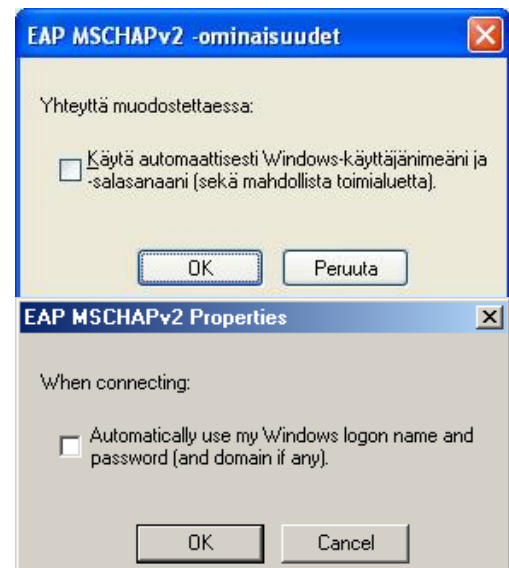 EAP MSCHAPv2 -ominaisuudet
Yhteyttä muodostettaessa:
Käytä automaattisesti Windows-käyttäjänimeäni ja
-salasanaani (sekä mahdollista toimialuetta).
OK Peruuta
EAP MSCHAPv2 Properties
When connecting:
Automatically use my Windows logon name and
password (and domain if any).
OK Cancel